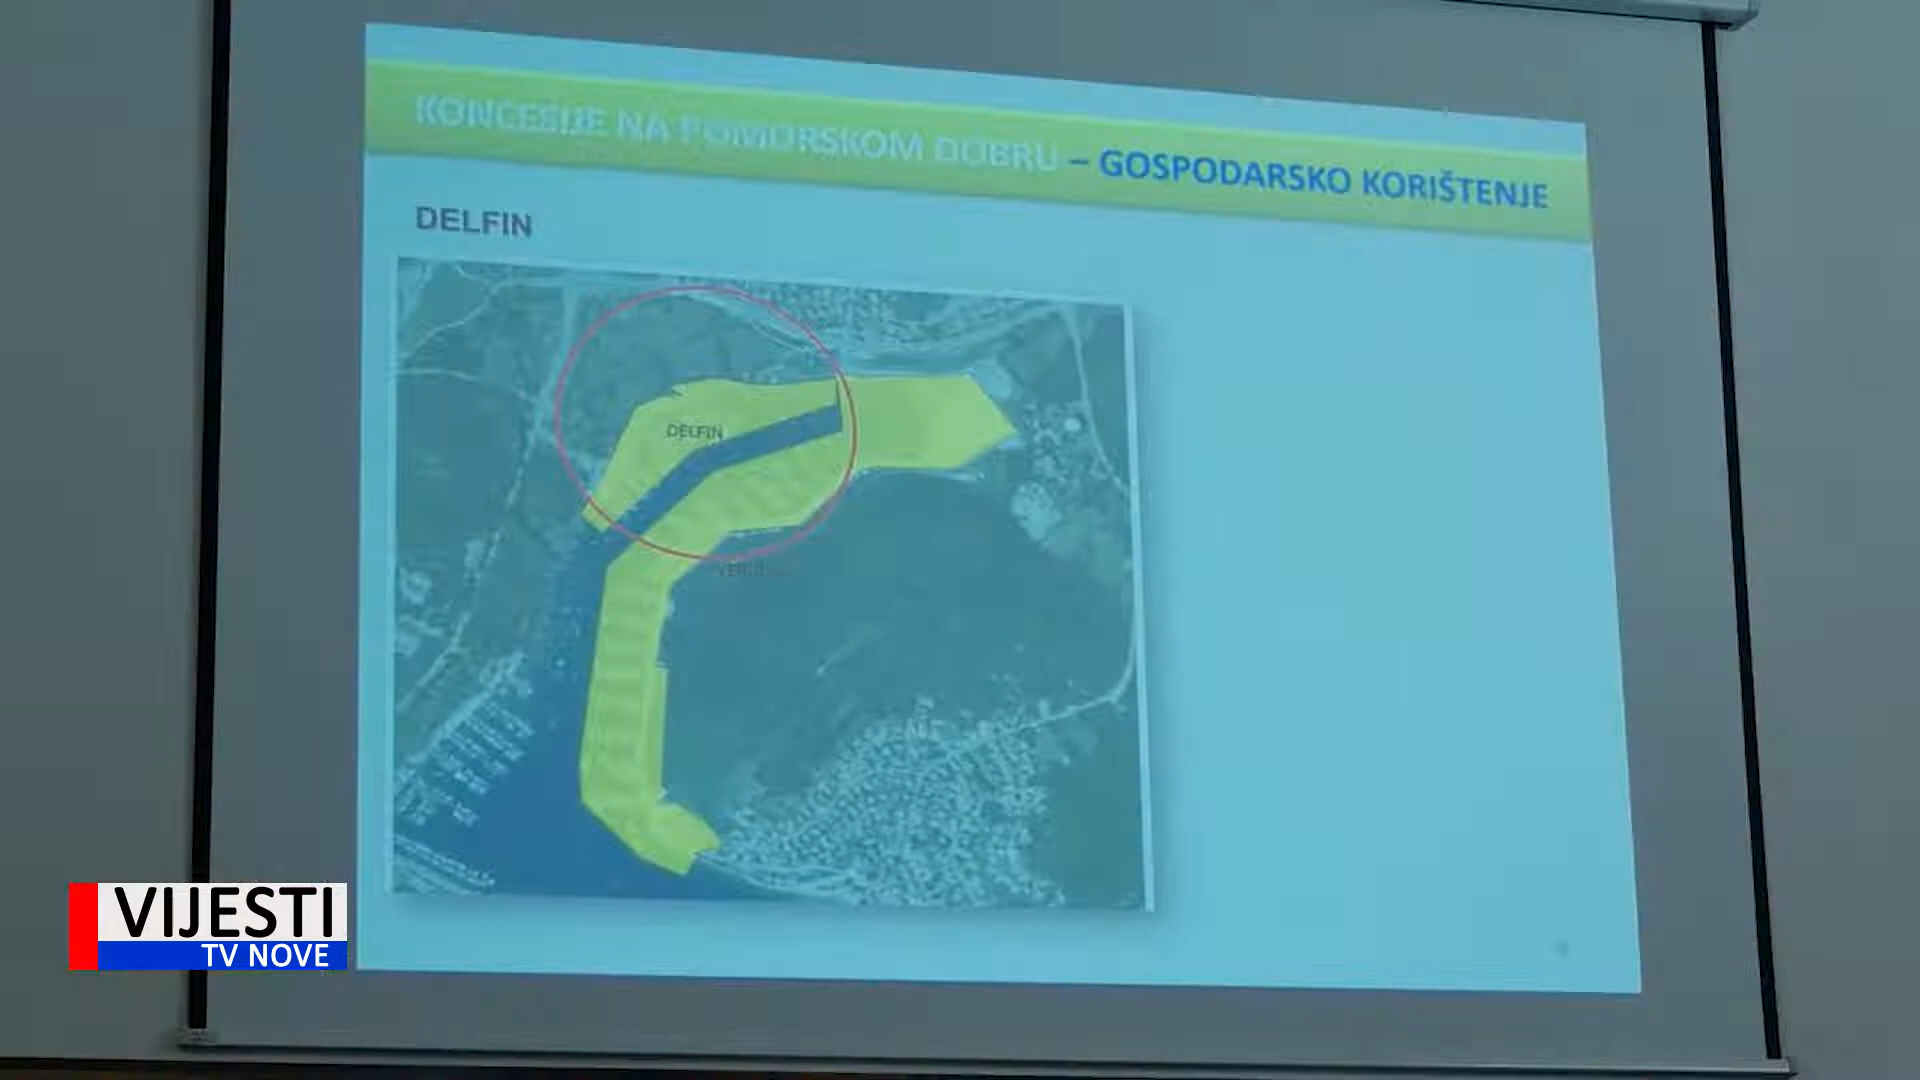 KONCESIJE NA POMORSKOM DOBRU – GOSPODARSKO KORIŠTENJE
DELFIN
DELFIN
VIJESTI
TV NOVE